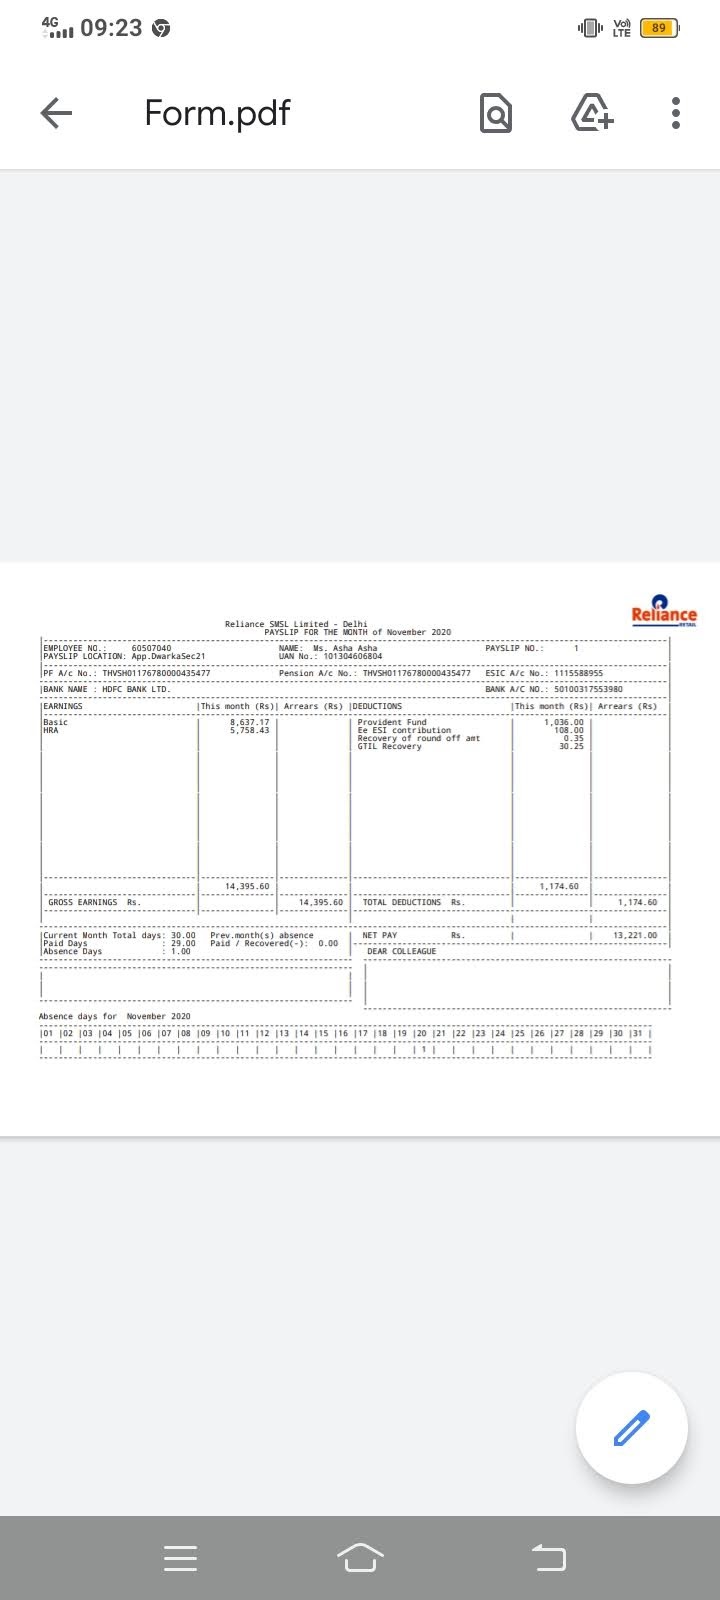 4G 09:23 Vo) LTE 89
Form.pdf
Reliance
RETAIL
Reliance SMSL Limited - Delhi
PAYSLIP FOR THE MONTH of November 2020
EMPLOYEE NO.: 60507040 NAME: Ms. Asha Asha PAYSLIP NO.: 1
PAYSLIP LOCATION: App.DwarkaSec21 UAN No.: 101304606804
PF A/c No.: THVSH01176780000435477 Pension A/c No.: THVSH01176780000435477 ESIC A/c No.: 1115588955
BANK NAME : HDFC BANK LTD. BANK A/C NO.: 50100317553980
EARNINGS |This month (Rs)| Arrears (Rs) |DEDUCTIONS |This month (Rs)| Arrears (Rs)
Basic 8,637.17 Provident Fund 1,036.00
HRA 5,758.43 Ee ESI contribution 108.00
Recovery of round off amt 0.35
GTIL Recovery 30.25
14,395.60 1,174.60
GROSS EARNINGS Rs. 14,395.60 TOTAL DEDUCTIONS Rs. 1,174.60
Current Month Total days: 30.00 Prev.month(s) absence NET PAY Rs. 13,221.00
Paid Days : 29.00 Paid / Recovered(-): 0.00
Absence Days : 1.00 DEAR COLLEAGUE
Absence days for November 2020
|01 |02 |03 |04 |05 |06 |07 |08 |09 |10 |11 |12 |13 |14 |15 |16 |17 |18 |19 |20 |21 |22 |23 |24 |25 |26 |27 |28 |29 |30 |31 |
| | | | | | | | | | | | | | | | | | | | 1 | | | | | | | | | | | |